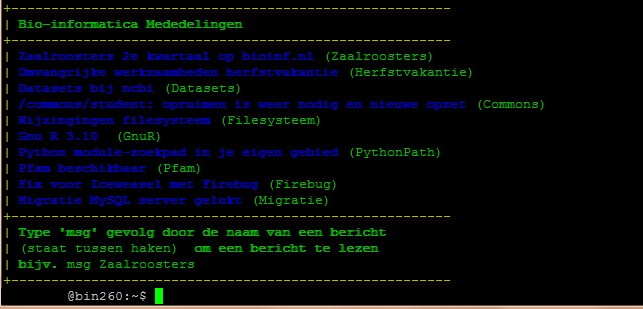 +-------------------------------------------------------
| Bio-informatica Mededelingen
+-------------------------------------------------------
| Zaalroosters 2e kwartaal op bioinf.nl (Zaalroosters)
| Omvangrijke werkzaamheden herfstvakantie (Herfstvakantie)
| Datasets bij ncbi (Datasets)
| /commons/student: opruimen is weer nodig en nieuwe opzet (Commons)
| Wijzingingen filesysteem (Filesysteem)
| Gnu R 3.10  (GnuR)
| Python module-zoekpad in je eigen gebied (PythonPath)
| Pfam beschikbaar (Pfam)
| Fix voor Iceweasel met Firebug (Firebug)
| Migratie MySQL server gelukt (Migratie)
+-------------------------------------------------------
| Type 'msg' gevolg door de naam van een bericht
| (staat tussen haken)  om een bericht te lezen
| bijv. msg Zaalroosters
+-------------------------------------------------------
@bin260:~$